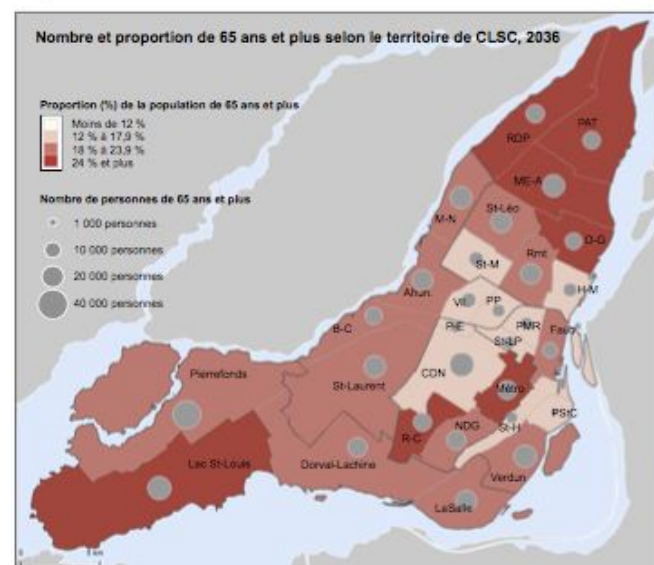 Nombre et proportion de 65 ans et plus selon le territoire de CLSC, 2036
Proportion (%) de la population de 65 ans et plus
Moins de 12 %
12 % à 17,9 %
18 % à 23,9 %
24 % et plus
Nombre de personnes de 65 ans et plus
1 000 personnes
10 000 personnes
20 000 personnes
40 000 personnes
RDP
PAT
ME-A
M-N
St-Léo
O-O
St-M
Rmt
Ahun.
H-M
Vil
PP
B-C
PMR
Faub
St-LP
CDN
Pierrefonds
St-Laurent
Métro
PStC
R-C
NDG
St-H
Lac St-Louis
Dorval-Lachine
Verdun
LaSalle